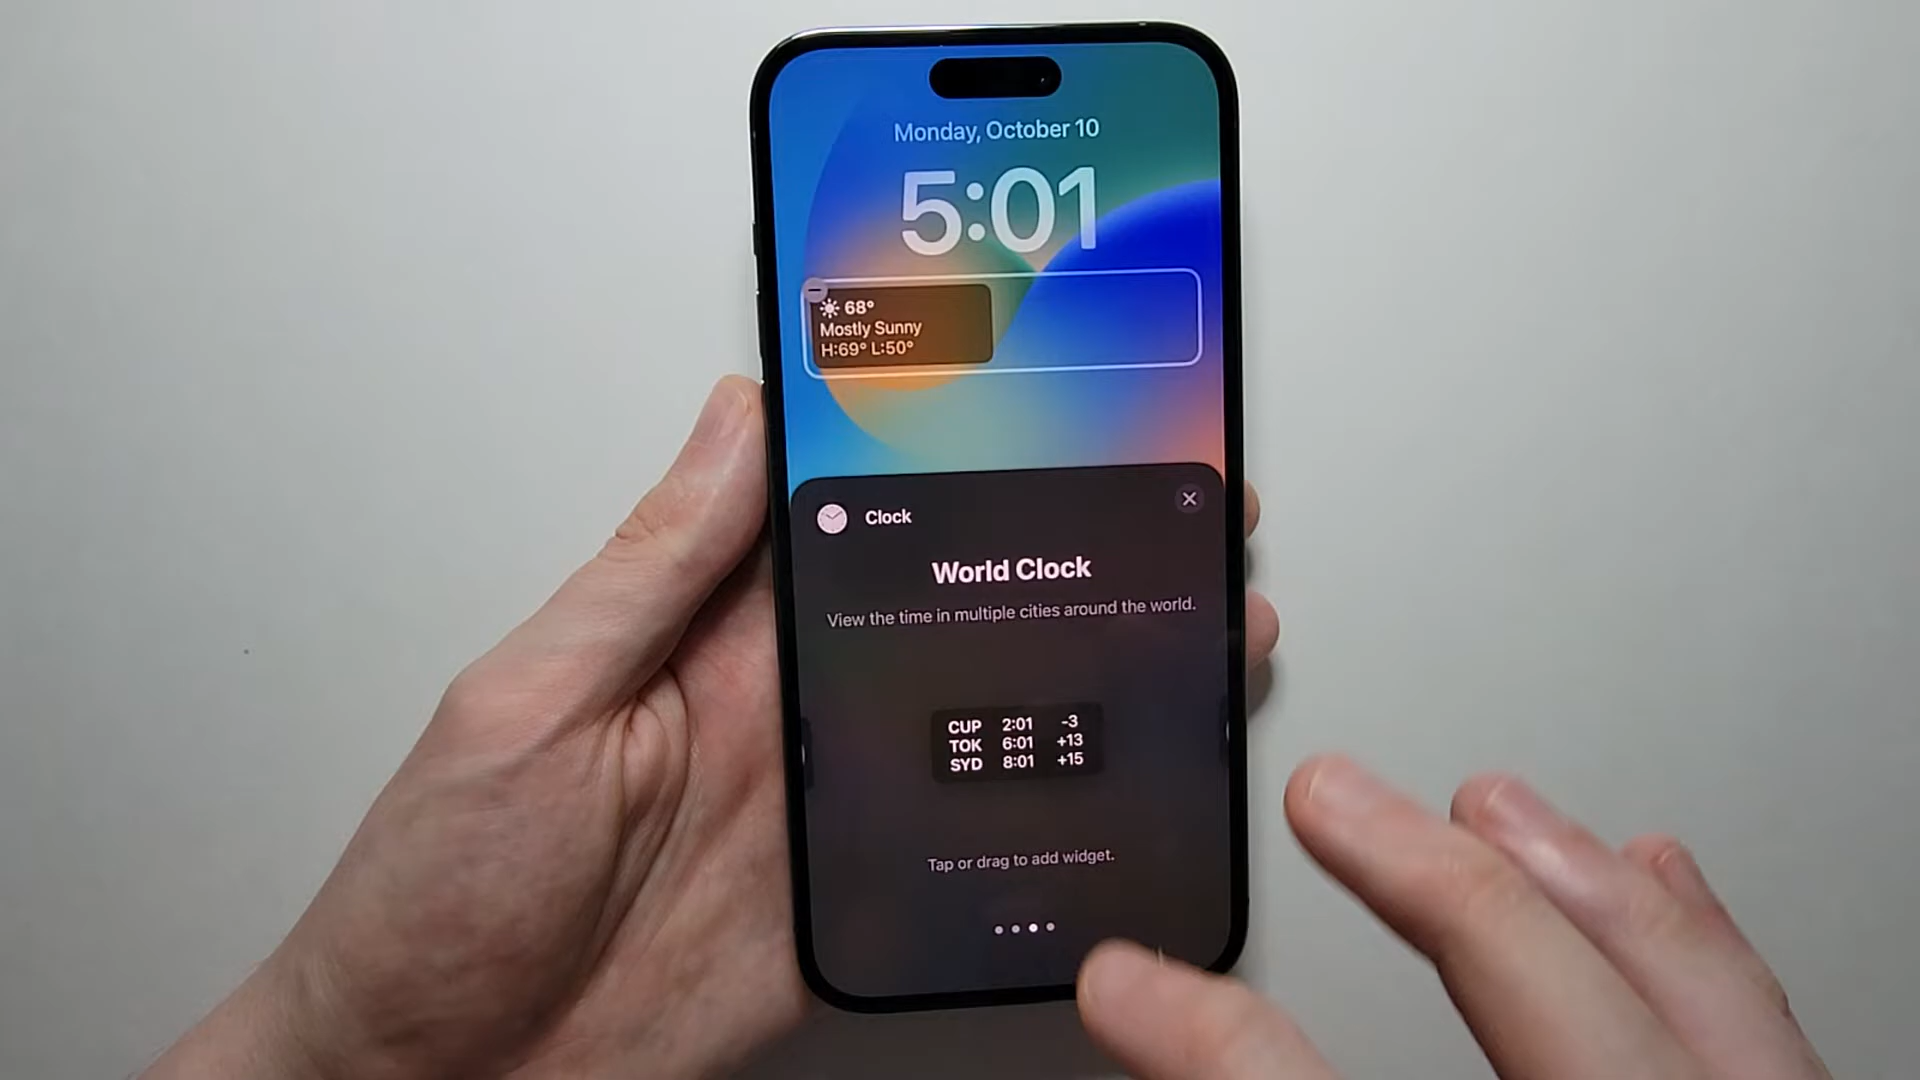 Monday, October 10
5:01
68°
Mostly Sunny
H:69° L:50°
Clock
World Clock
View the time in multiple cities around the world.
CUP 2:01 -3
TOK 6:01 +13
SYD 8:01 +15
Tap or drag to add widget.